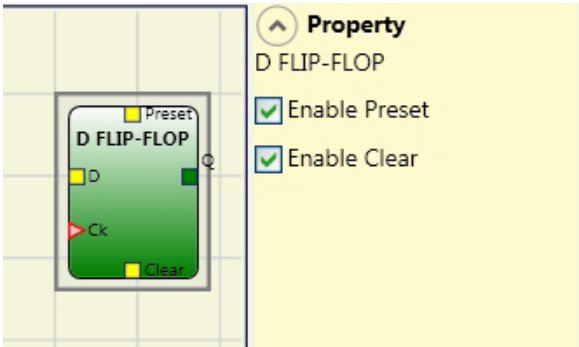 Preset
D FLIP-FLOP
Q
D
Ck
Clear
Property
D FLIP-FLOP
Enable Preset
Enable Clear